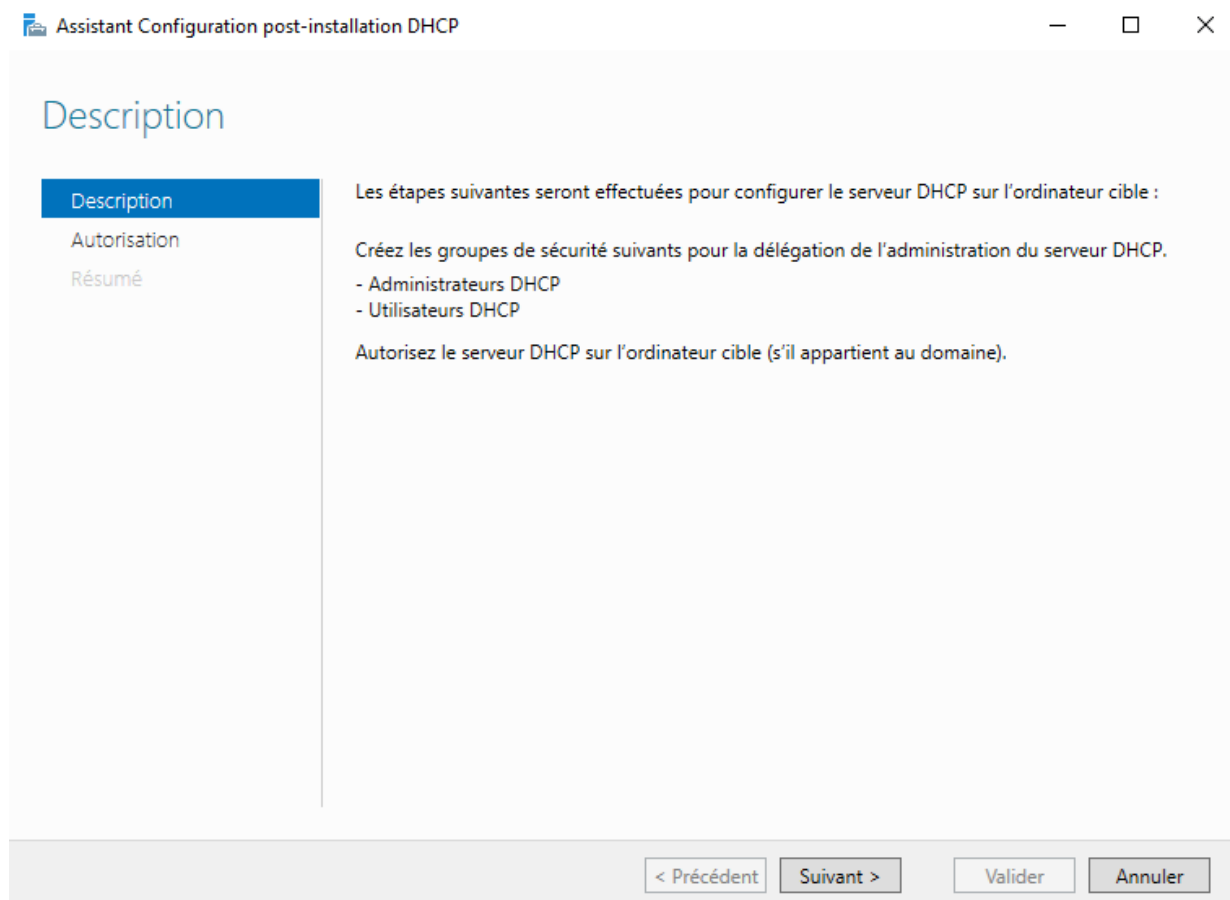 Assistant Configuration post-installation DHCP
Description
Description
Autorisation
Résumé
Les étapes suivantes seront effectuées pour configurer le serveur DHCP sur l’ordinateur cible :
Créez les groupes de sécurité suivants pour la délégation de l’administration du serveur DHCP.
- Administrateurs DHCP
- Utilisateurs DHCP
Autorisez le serveur DHCP sur l’ordinateur cible (s’il appartient au domaine).
< Précédent
Suivant >
Valider
Annuler